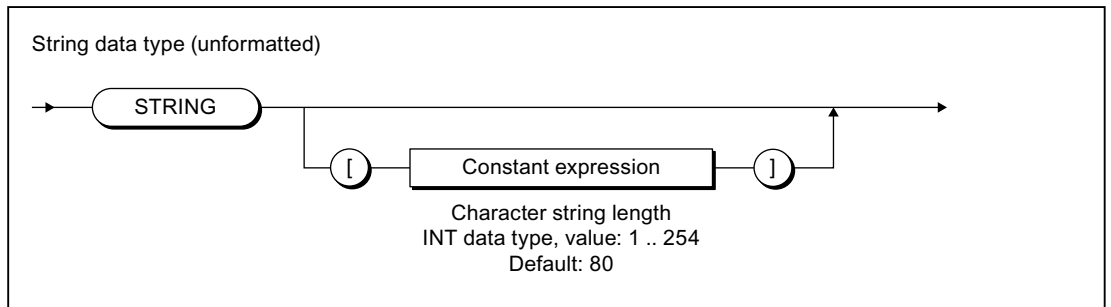 String data type (unformatted)
STRING
[ Constant expression ]
Character string length
INT data type, value: 1 .. 254
Default: 80